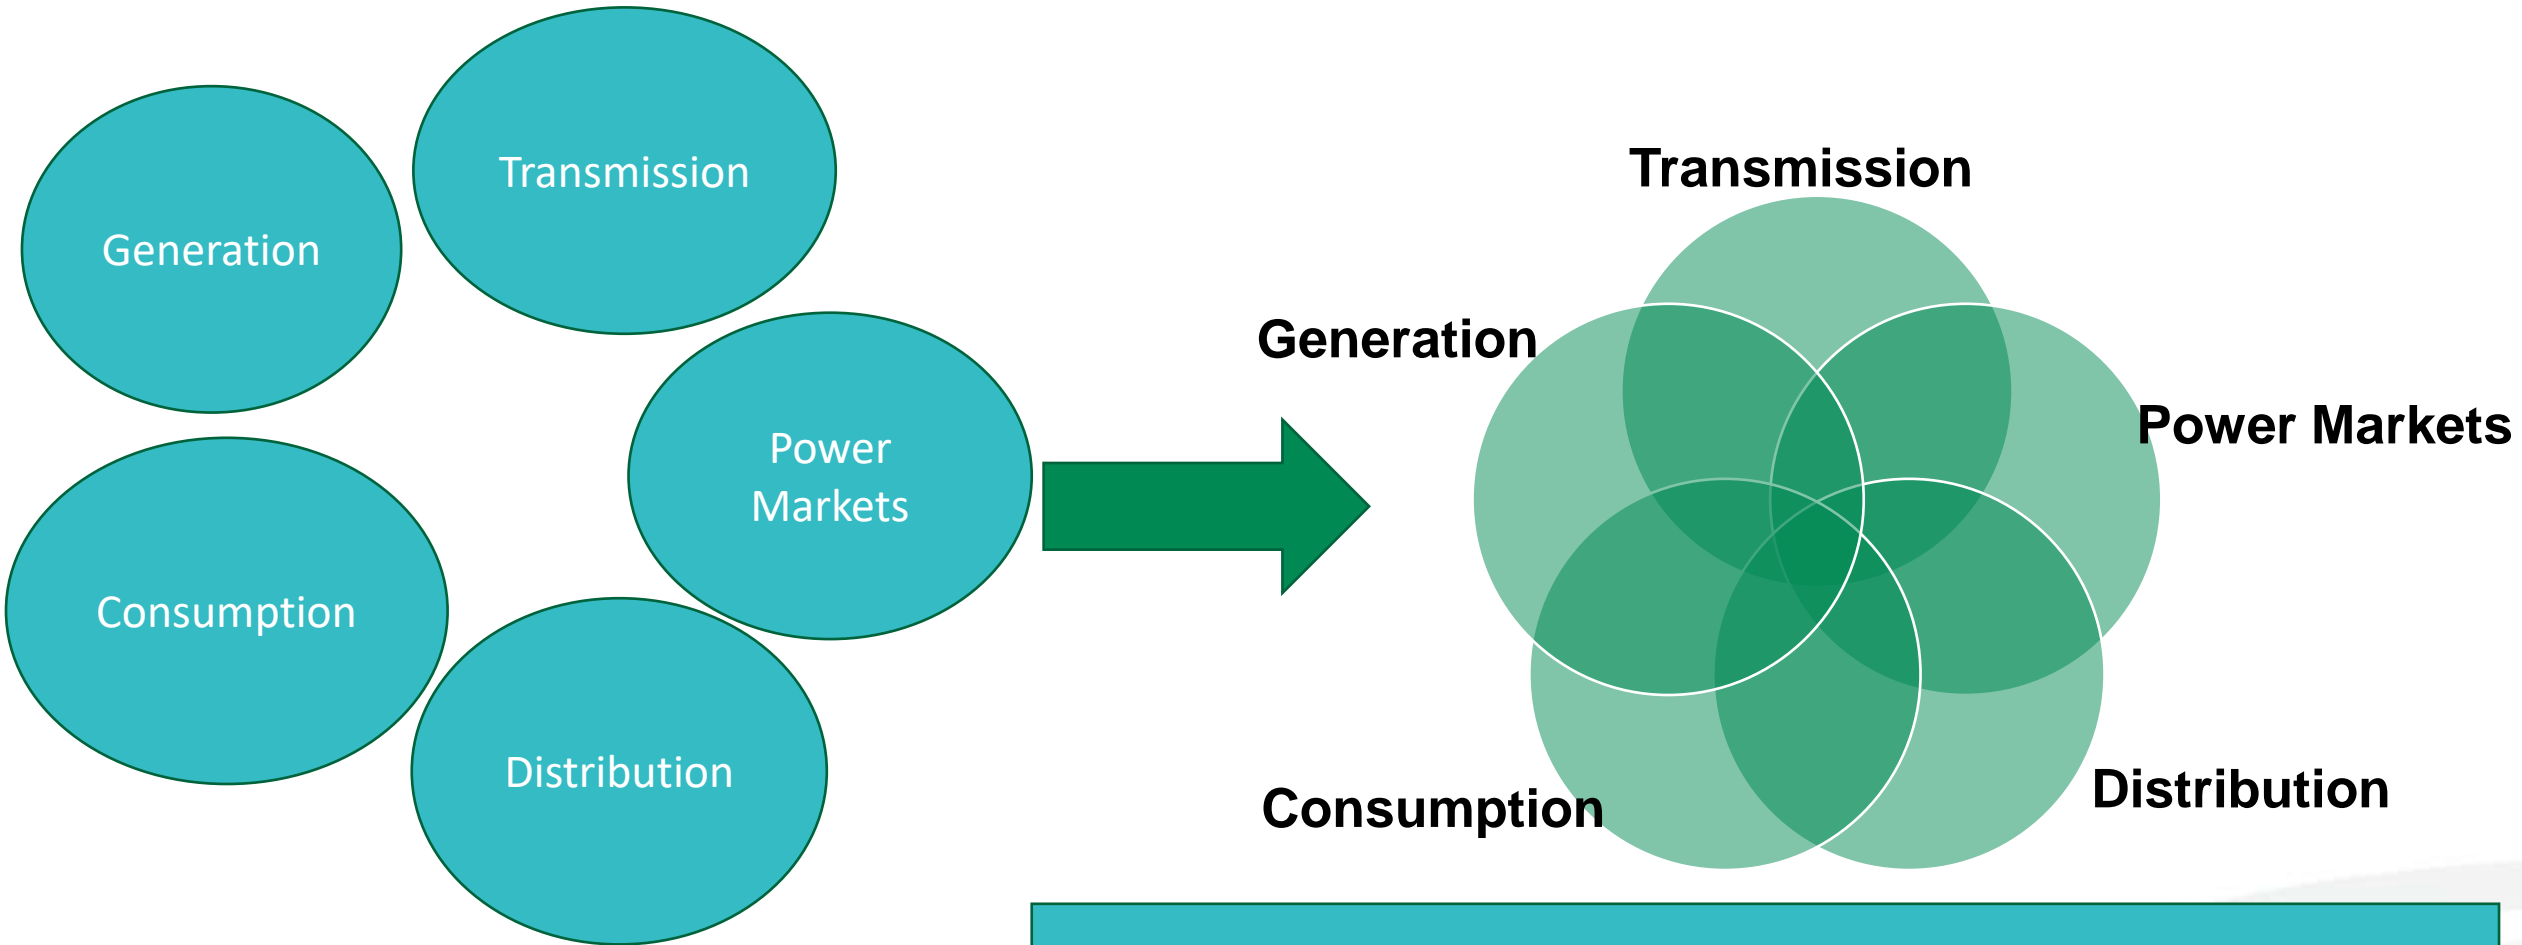 Transmission
Generation
Power
Markets
Consumption
Distribution
Transmission
Generation
Power Markets
Consumption
Distribution